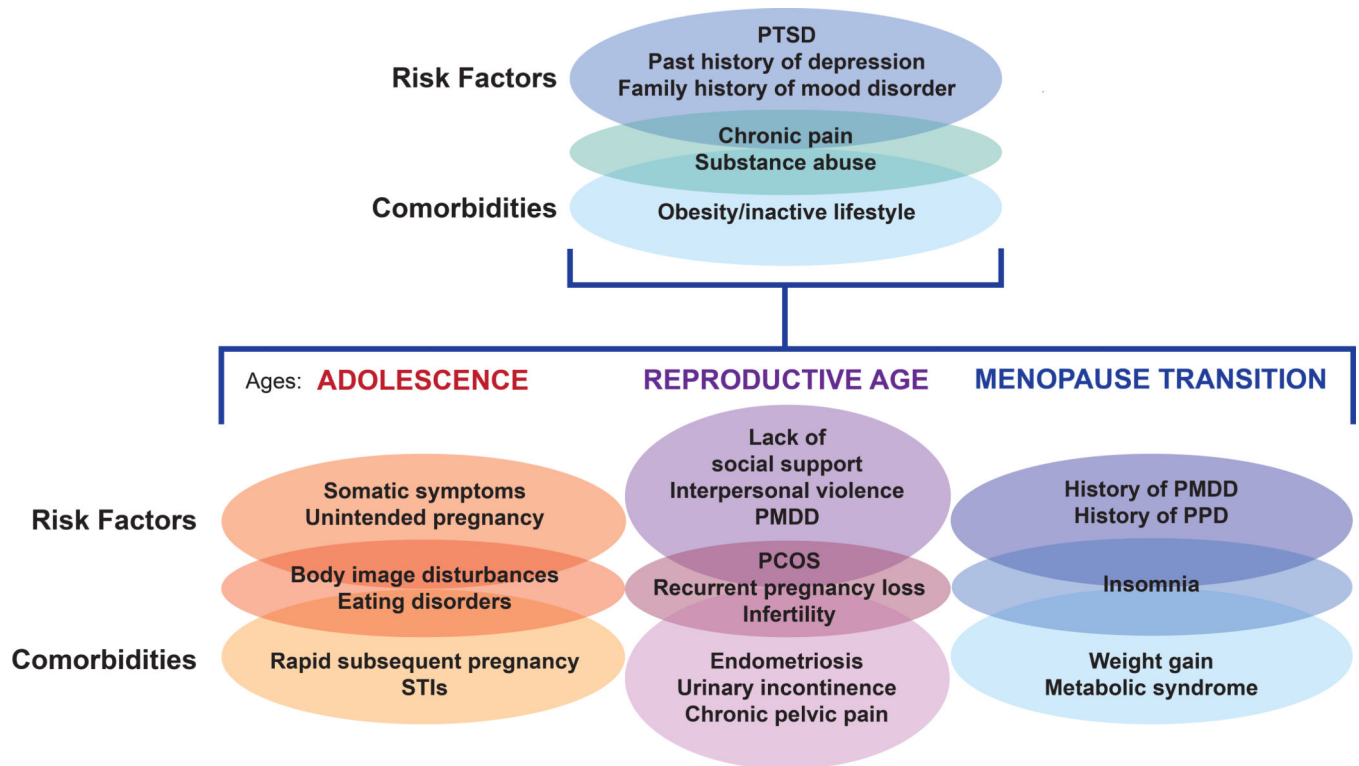 Risk Factors
PTSD
Past history of depression
Family history of mood disorder
Chronic pain
Substance abuse
Comorbidities
Obesity/inactive lifestyle
Ages: ADOLESCENCE
REPRODUCTIVE AGE
MENOPAUSE TRANSITION
Risk Factors
Somatic symptoms
Unintended pregnancy
Body image disturbances
Eating disorders
Comorbidities
Rapid subsequent pregnancy
STIs
Lack of
social support
Interpersonal violence
PMDD
PCOS
Recurrent pregnancy loss
Infertility
Endometriosis
Urinary incontinence
Chronic pelvic pain
History of PMDD
History of PPD
Insomnia
Weight gain
Metabolic syndrome